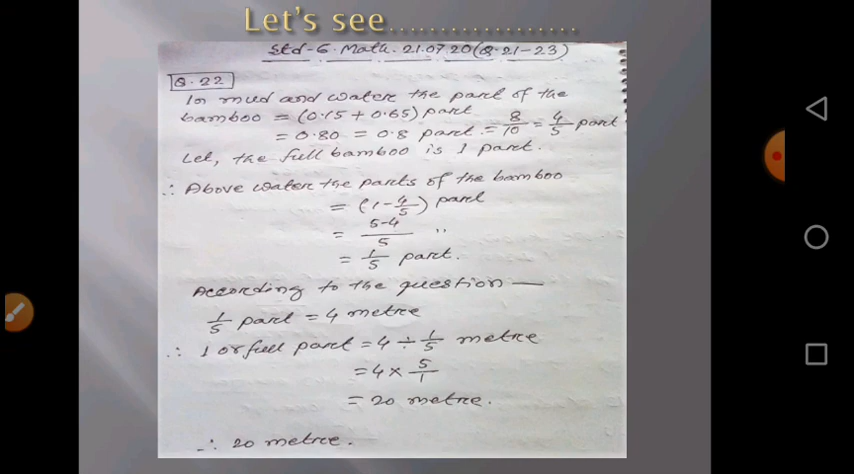 Let's see..................
Std-6. Math. 21.07.20 (Q.21-23)
Q.22
In mud and water the part of the
bamboo = (0.15 + 0.65) part
= 0.80 = 0.8 part = 8/10 = 4/5 part
Let, the full bamboo is 1 part.
∴ Above water the parts of the bamboo
= (1 - 4/5) part
= 5-4/5 "
= 1/5 part.
According to the question —
1/5 part = 4 metre
∴ 1 or full part = 4 ÷ 1/5 metre
= 4 × 5/1
= 20 metre.
∴ 20 metre.